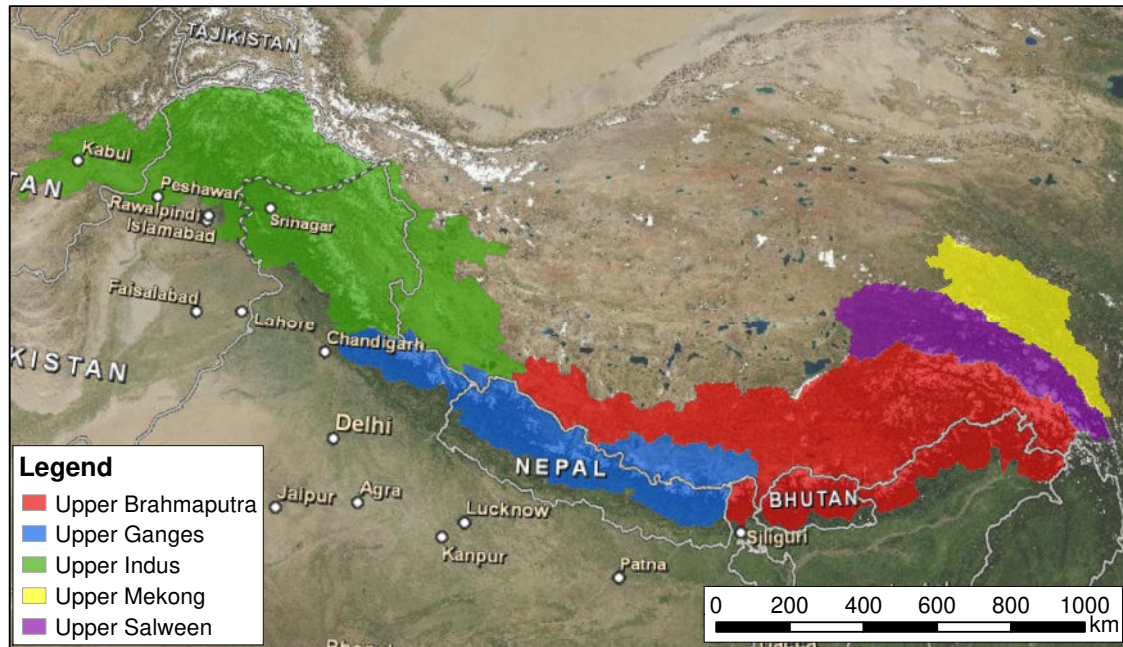 TAJIKISTAN
Kabul
TAN
Peshawar
Rawalpindi
Islamabad
Srinagar
Faisalabad
Lahore
Chandigarh
KISTAN
Delhi
NEPAL
BHUTAN
Jaipur
Agra
Lucknow
Kanpur
Siliguri
Patna
Legend
Upper Brahmaputra
Upper Ganges
Upper Indus
Upper Mekong
Upper Salween
0 200 400 600 800 1000
km